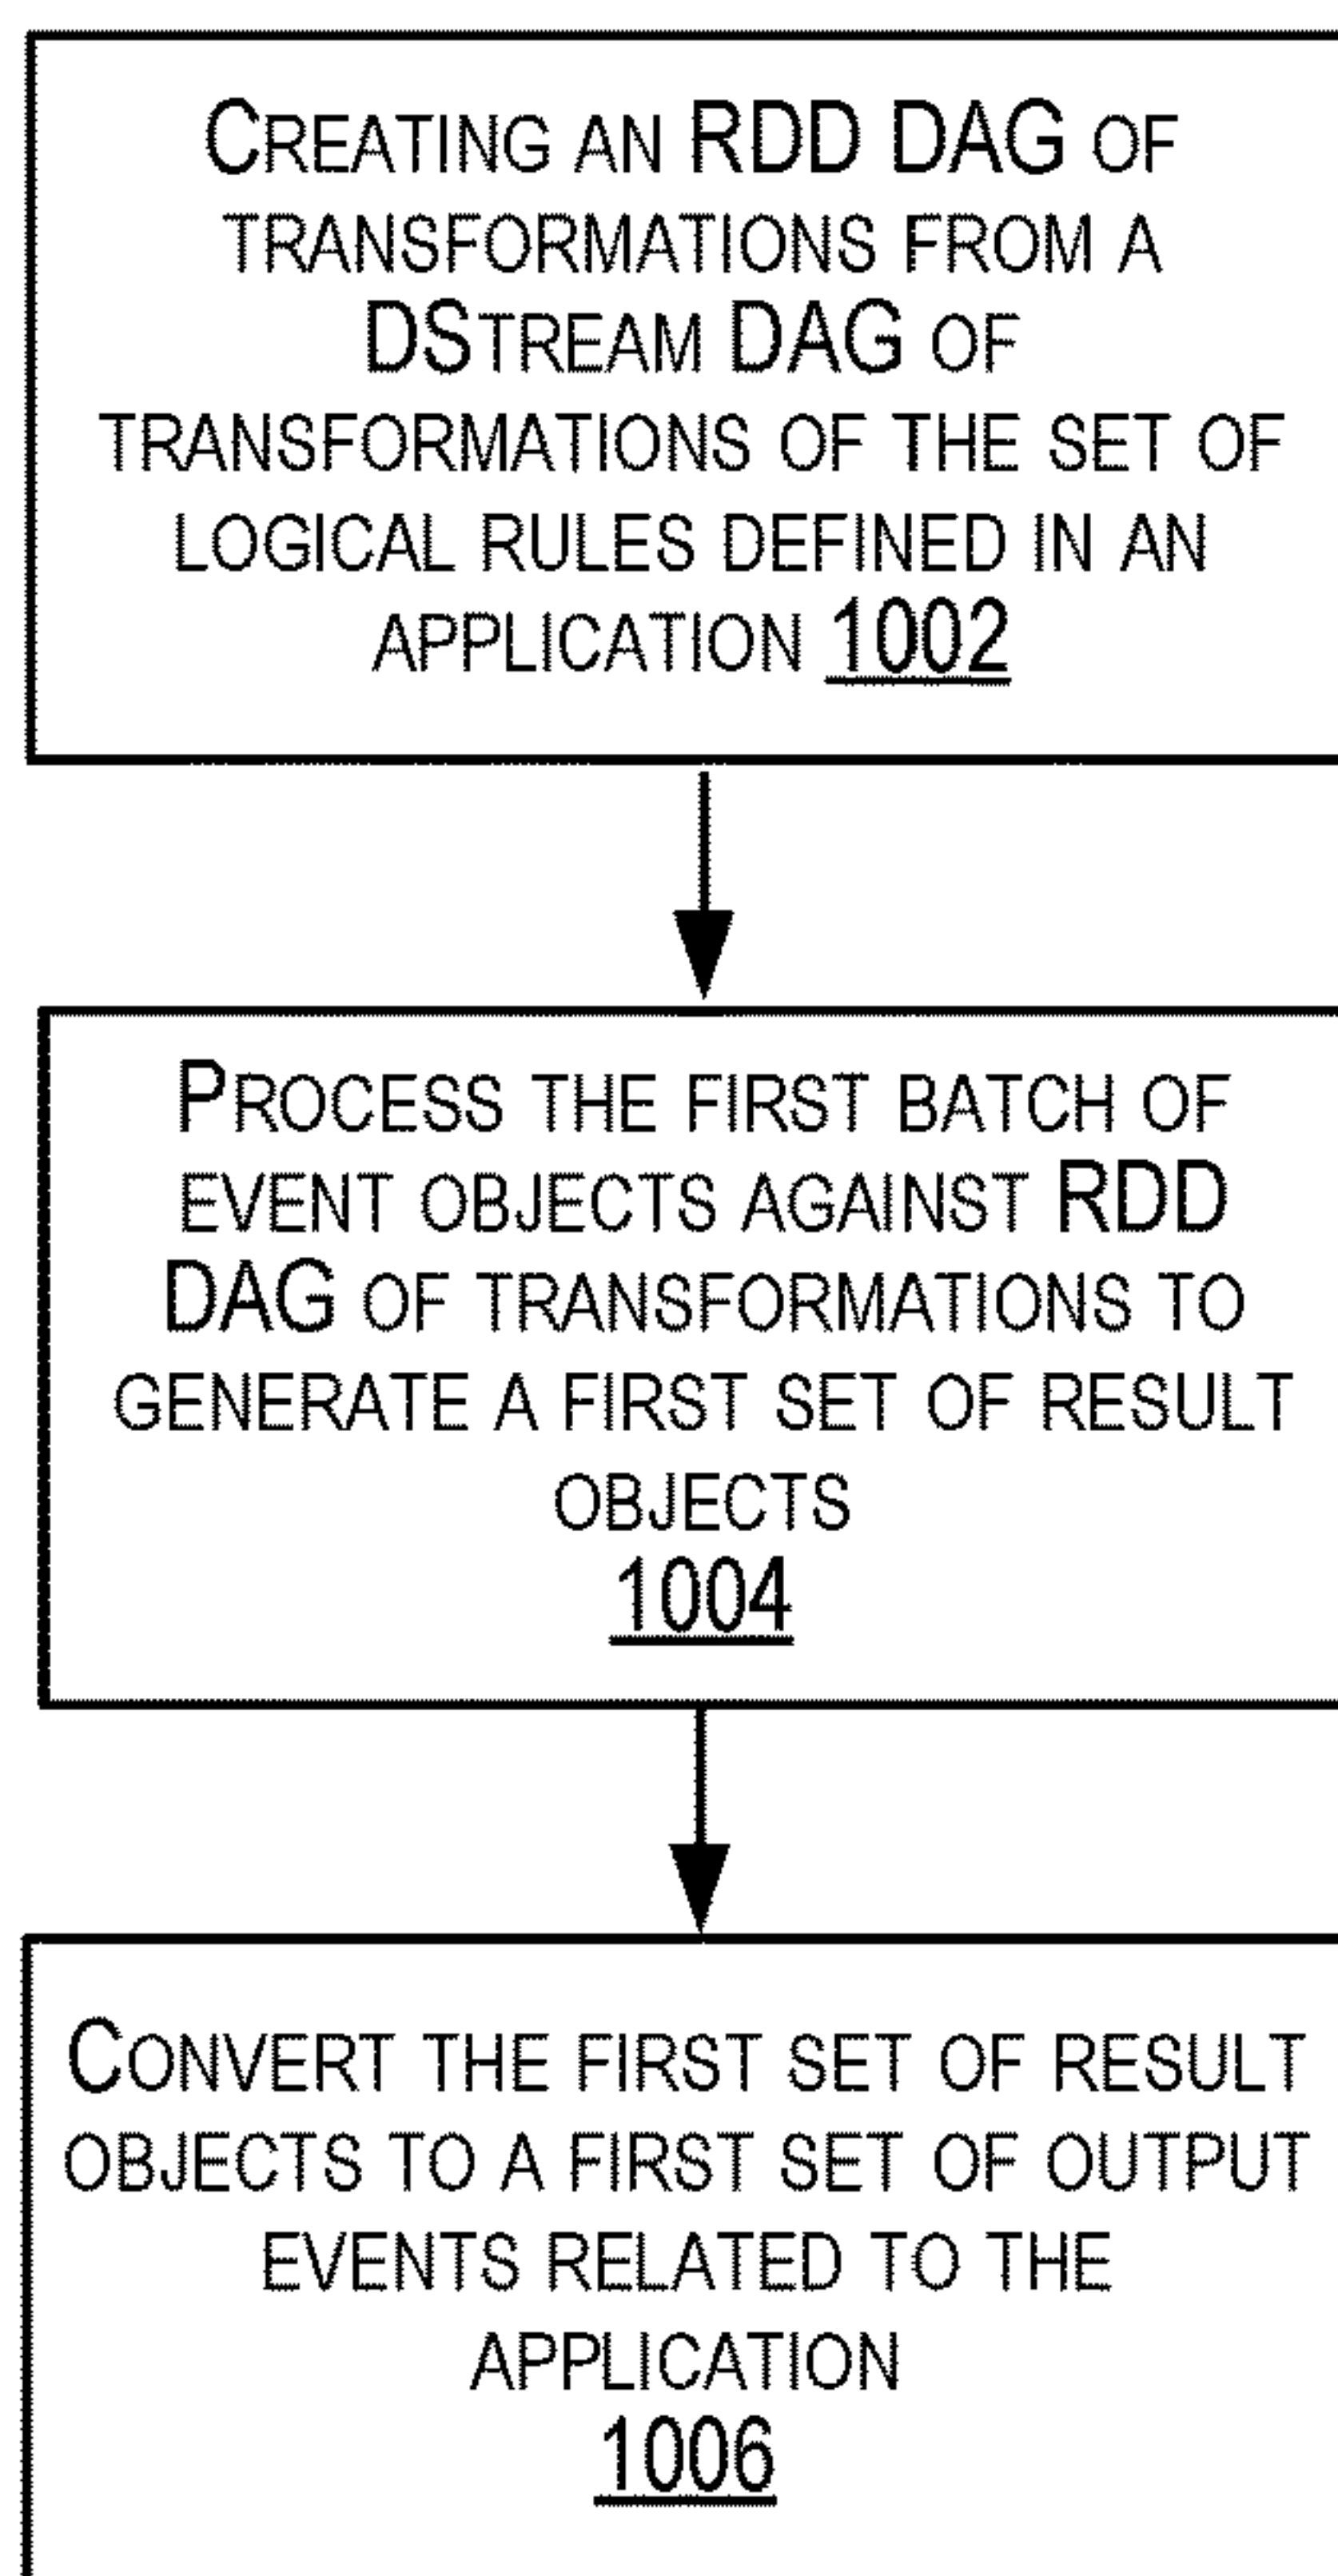 CREATING AN RDD DAG OF
TRANSFORMATIONS FROM A
DSTREAM DAG OF
TRANSFORMATIONS OF THE SET OF
LOGICAL RULES DEFINED IN AN
APPLICATION 1002
PROCESS THE FIRST BATCH OF
EVENT OBJECTS AGAINST RDD
DAG OF TRANSFORMATIONS TO
GENERATE A FIRST SET OF RESULT
OBJECTS
1004
CONVERT THE FIRST SET OF RESULT
OBJECTS TO A FIRST SET OF OUTPUT
EVENTS RELATED TO THE
APPLICATION
1006